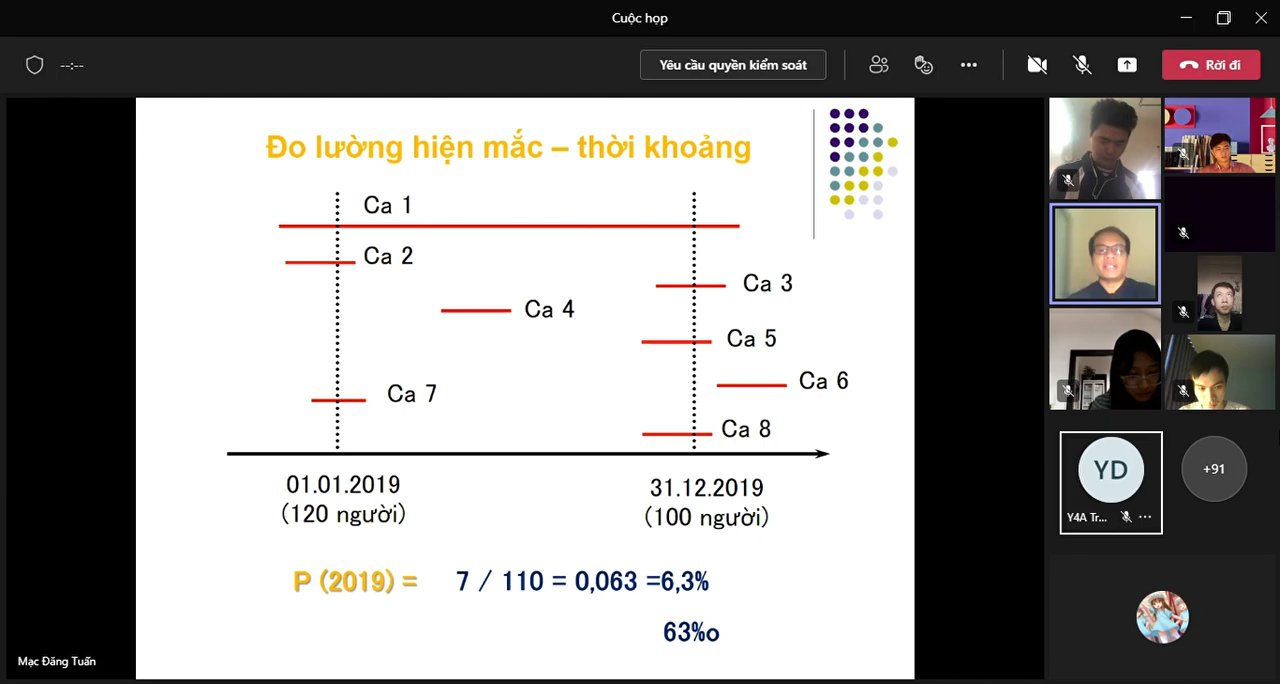 Cuộc họp
--:--
Yêu cầu quyền kiểm soát
Rời đi
Đo lường hiện mắc – thời khoảng
Ca 1
Ca 2
Ca 3
Ca 4
Ca 5
Ca 6
Ca 7
Ca 8
01.01.2019
(120 người)
31.12.2019
(100 người)
P (2019) = 7 / 110 = 0,063 =6,3%
63%o
Mạc Đăng Tuấn
YD
Y4A Tr...
+91